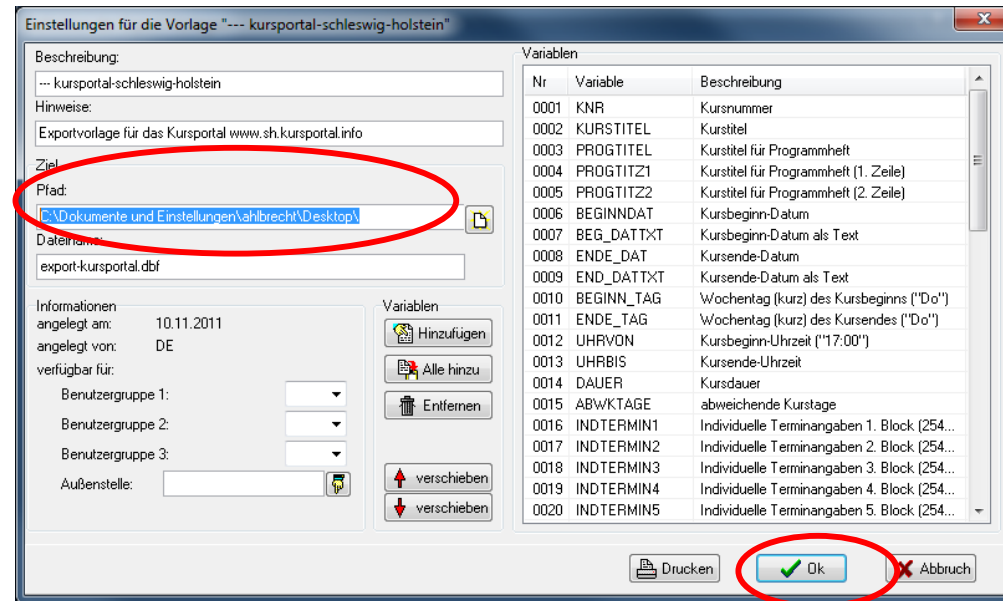 Einstellungen für die Vorlage "--- kursportal-schleswig-holstein"
Beschreibung:
--- kursportal-schleswig-holstein
Hinweise:
Exportvorlage für das Kursportal www.sh.kursportal.info
Ziel
Pfad:
C:\Dokumente und Einstellungen\ahlbrecht\Desktop\
Dateiname:
export-kursportal.dbf
Informationen
angelegt am: 10.11.2011
angelegt von: DE
verfügbar für:
Benutzergruppe 1:
Benutzergruppe 2:
Benutzergruppe 3:
Außenstelle:
Variablen
Hinzufügen
Alle hinzu
Entfernen
verschieben
verschieben
Variablen
Nr Variable Beschreibung
0001 KNR Kursnummer
0002 KURSTITEL Kurstitel
0003 PROGTITEL Kurstitel für Programmheft
0004 PROGTITZ1 Kurstitel für Programmheft (1. Zeile)
0005 PROGTITZ2 Kurstitel für Programmheft (2. Zeile)
0006 BEGINNDAT Kursbeginn-Datum
0007 BEG_DATTXT Kursbeginn-Datum als Text
0008 ENDE_DAT Kursende-Datum
0009 END_DATTXT Kursende-Datum als Text
0010 BEGINN_TAG Wochentag (kurz) des Kursbeginns ("Do")
0011 ENDE_TAG Wochentag (kurz) des Kursendes ("Do")
0012 UHRVON Kursbeginn-Uhrzeit ("17:00")
0013 UHRBIS Kursende-Uhrzeit
0014 DAUER Kursdauer
0015 ABWKTAGE abweichende Kurstage
0016 INDTERMIN1 Individuelle Terminangaben 1. Block (254...
0017 INDTERMIN2 Individuelle Terminangaben 2. Block (254...
0018 INDTERMIN3 Individuelle Terminangaben 3. Block (254...
0019 INDTERMIN4 Individuelle Terminangaben 4. Block (254...
0020 INDTERMIN5 Individuelle Terminangaben 5. Block (254...
Drucken Ok Abbruch